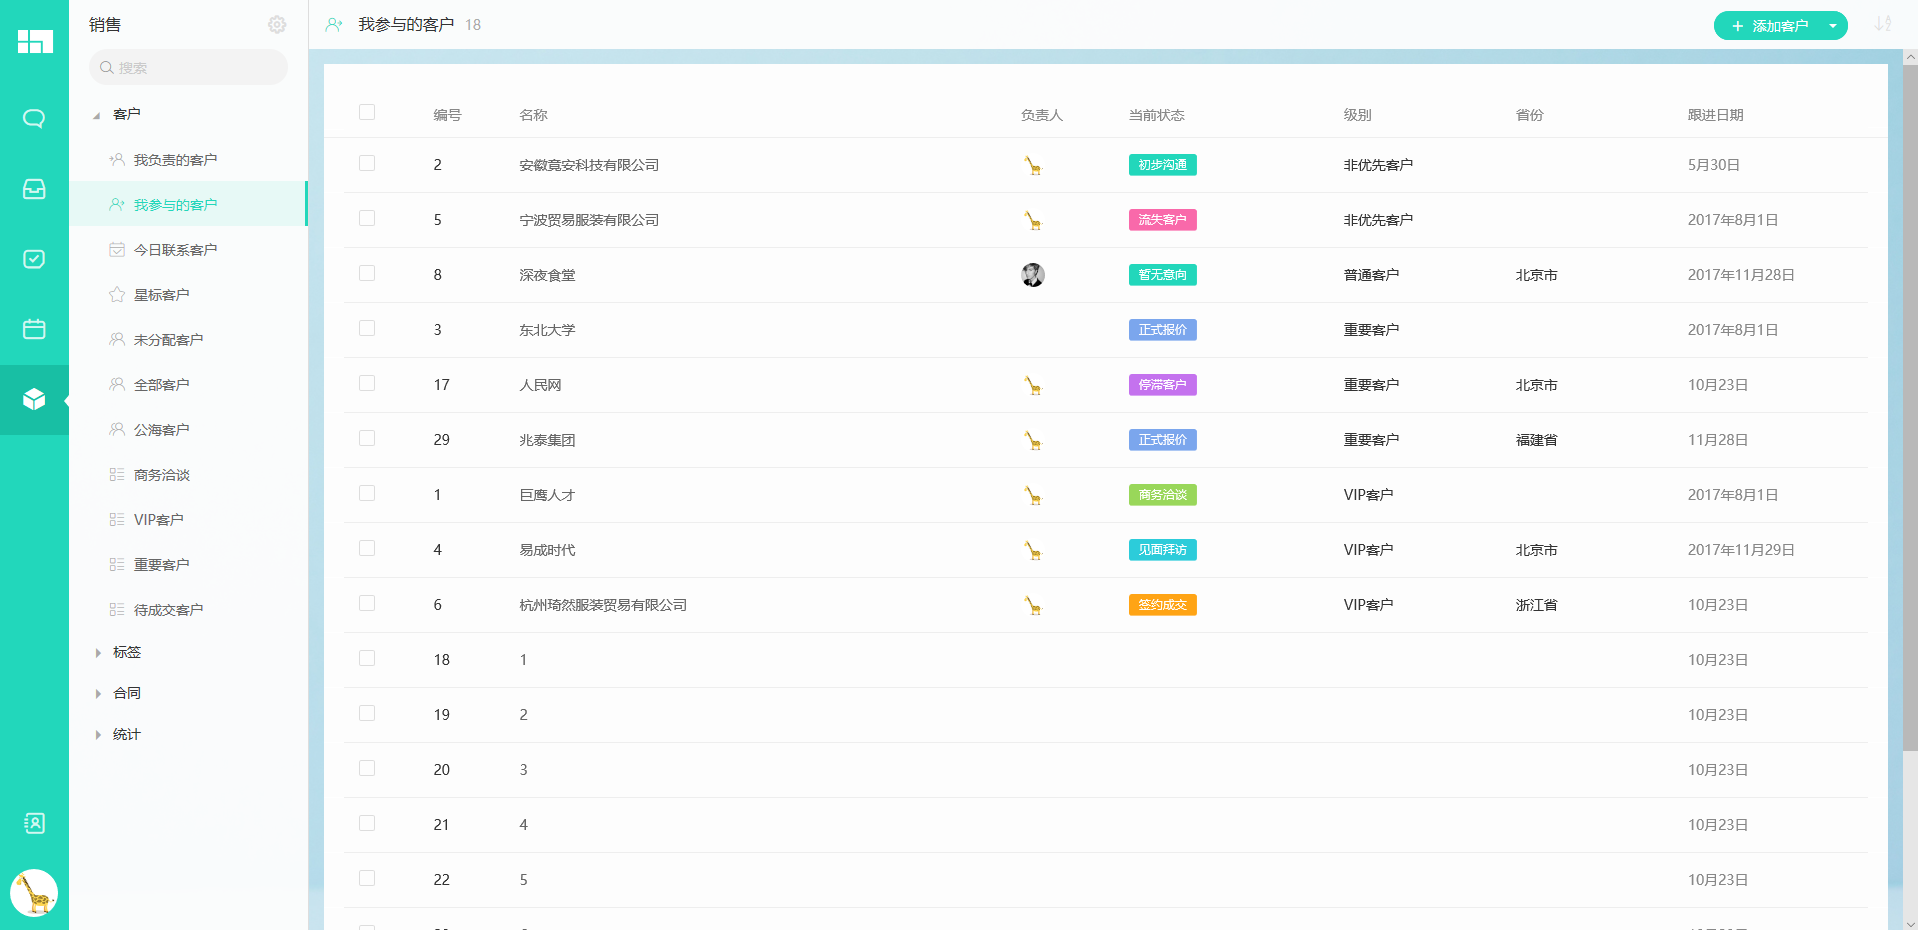 销售
搜索
客户
我负责的客户
我参与的客户
今日联系客户
星标客户
未分配客户
全部客户
公海客户
商务洽谈
VIP客户
重要客户
待成交客户
标签
合同
统计
我参与的客户 18
+ 添加客户
编号 名称 负责人 当前状态 级别 省份 跟进日期
2 安徽竟安科技有限公司 初步沟通 非优先客户 5月30日
5 宁波贸易服装有限公司 流失客户 非优先客户 2017年8月1日
8 深夜食堂 暂无意向 普通客户 北京市 2017年11月28日
3 东北大学 正式报价 重要客户 2017年8月1日
17 人民网 停滞客户 重要客户 北京市 10月23日
29 兆泰集团 正式报价 重要客户 福建省 11月28日
1 巨鹰人才 商务洽谈 VIP客户 2017年8月1日
4 易成时代 见面拜访 VIP客户 北京市 2017年11月29日
6 杭州琦然服装贸易有限公司 签约成交 VIP客户 浙江省 10月23日
18 1 10月23日
19 2 10月23日
20 3 10月23日
21 4 10月23日
22 5 10月23日